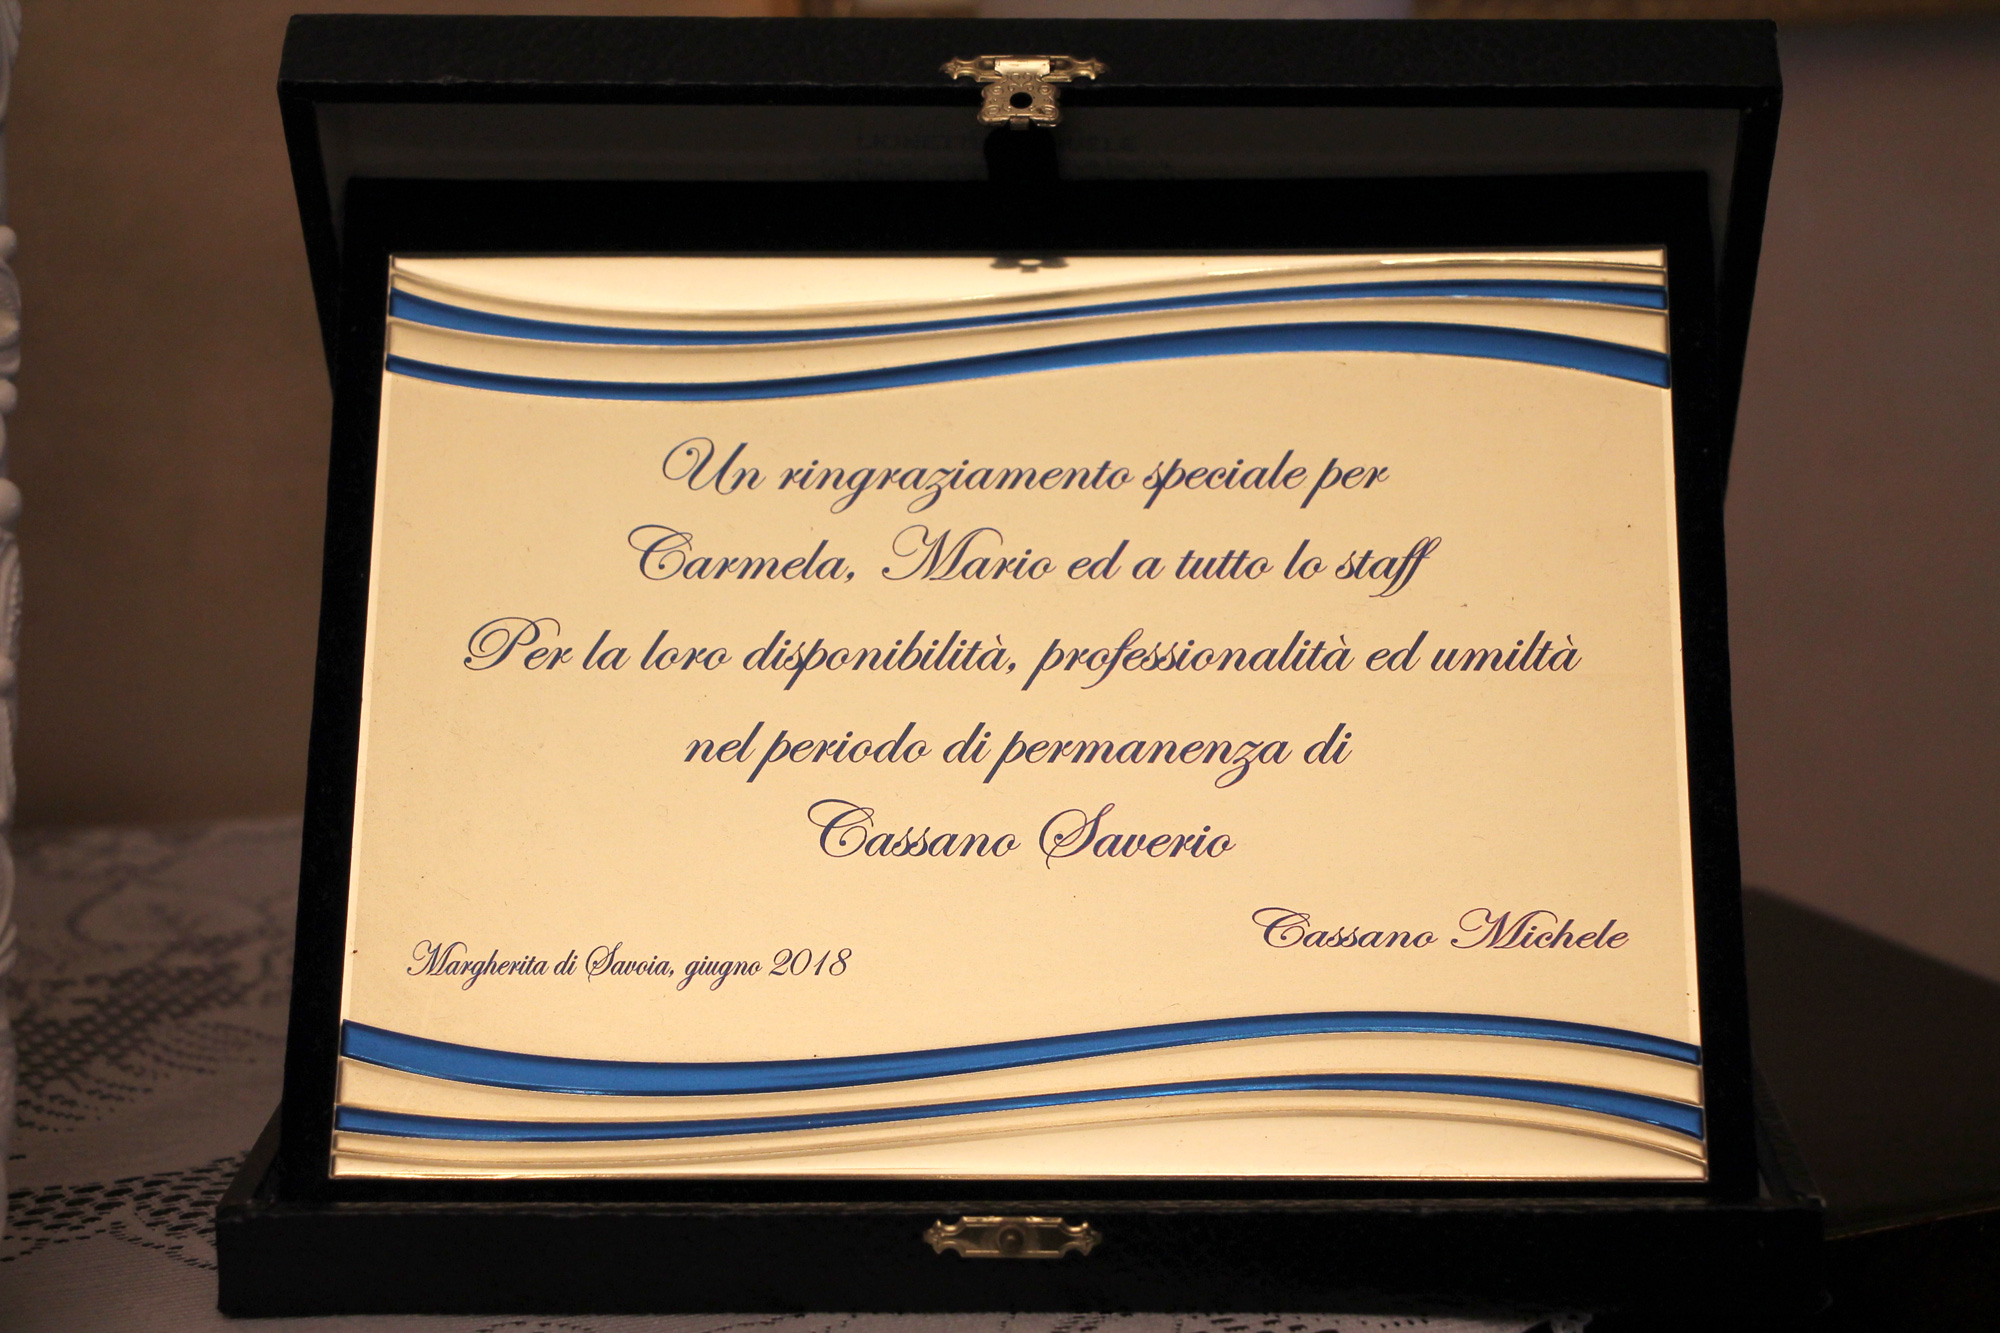 Un ringraziamento speciale per
Carmela, Mario ed a tutto lo staff
Per la loro disponibilità, professionalità ed umiltà
nel periodo di permanenza di
Cassano Saverio
Cassano Michele
Margherita di Savoia, giugno 2018